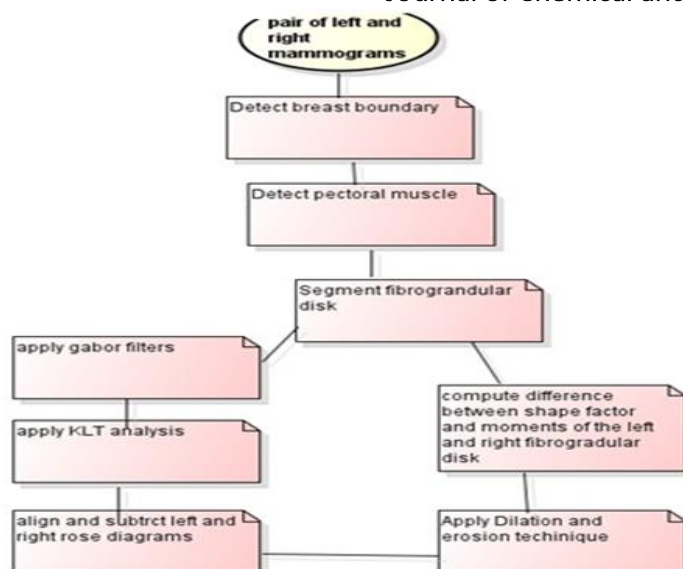 pair of left and
right
mammograms
Detect breast boundary
Detect pectoral muscle
Segment fibrograndular
disk
apply gabor filters
compute difference
between shape factor
and moments of the left
and right fibrogradular
disk
apply KLT analysis
align and subtrct left and
right rose diagrams
Apply Dilation and
erosion techinique